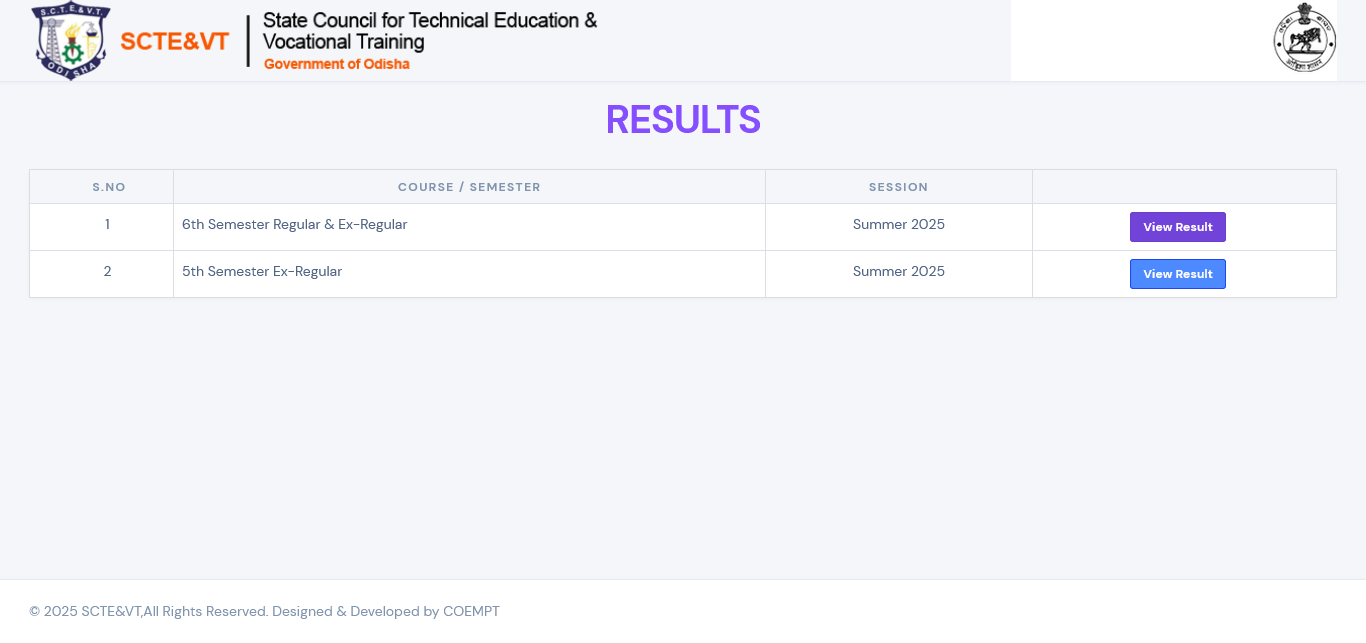 S.C.T.E.&V.T.
ODISHA
SCTE&VT
State Council for Technical Education &
Vocational Training
Government of Odisha
RESULTS
S.NO COURSE / SEMESTER SESSION
1 6th Semester Regular & Ex-Regular Summer 2025 View Result
2 5th Semester Ex-Regular Summer 2025 View Result
© 2025 SCTE&VT,All Rights Reserved. Designed & Developed by COEMPT